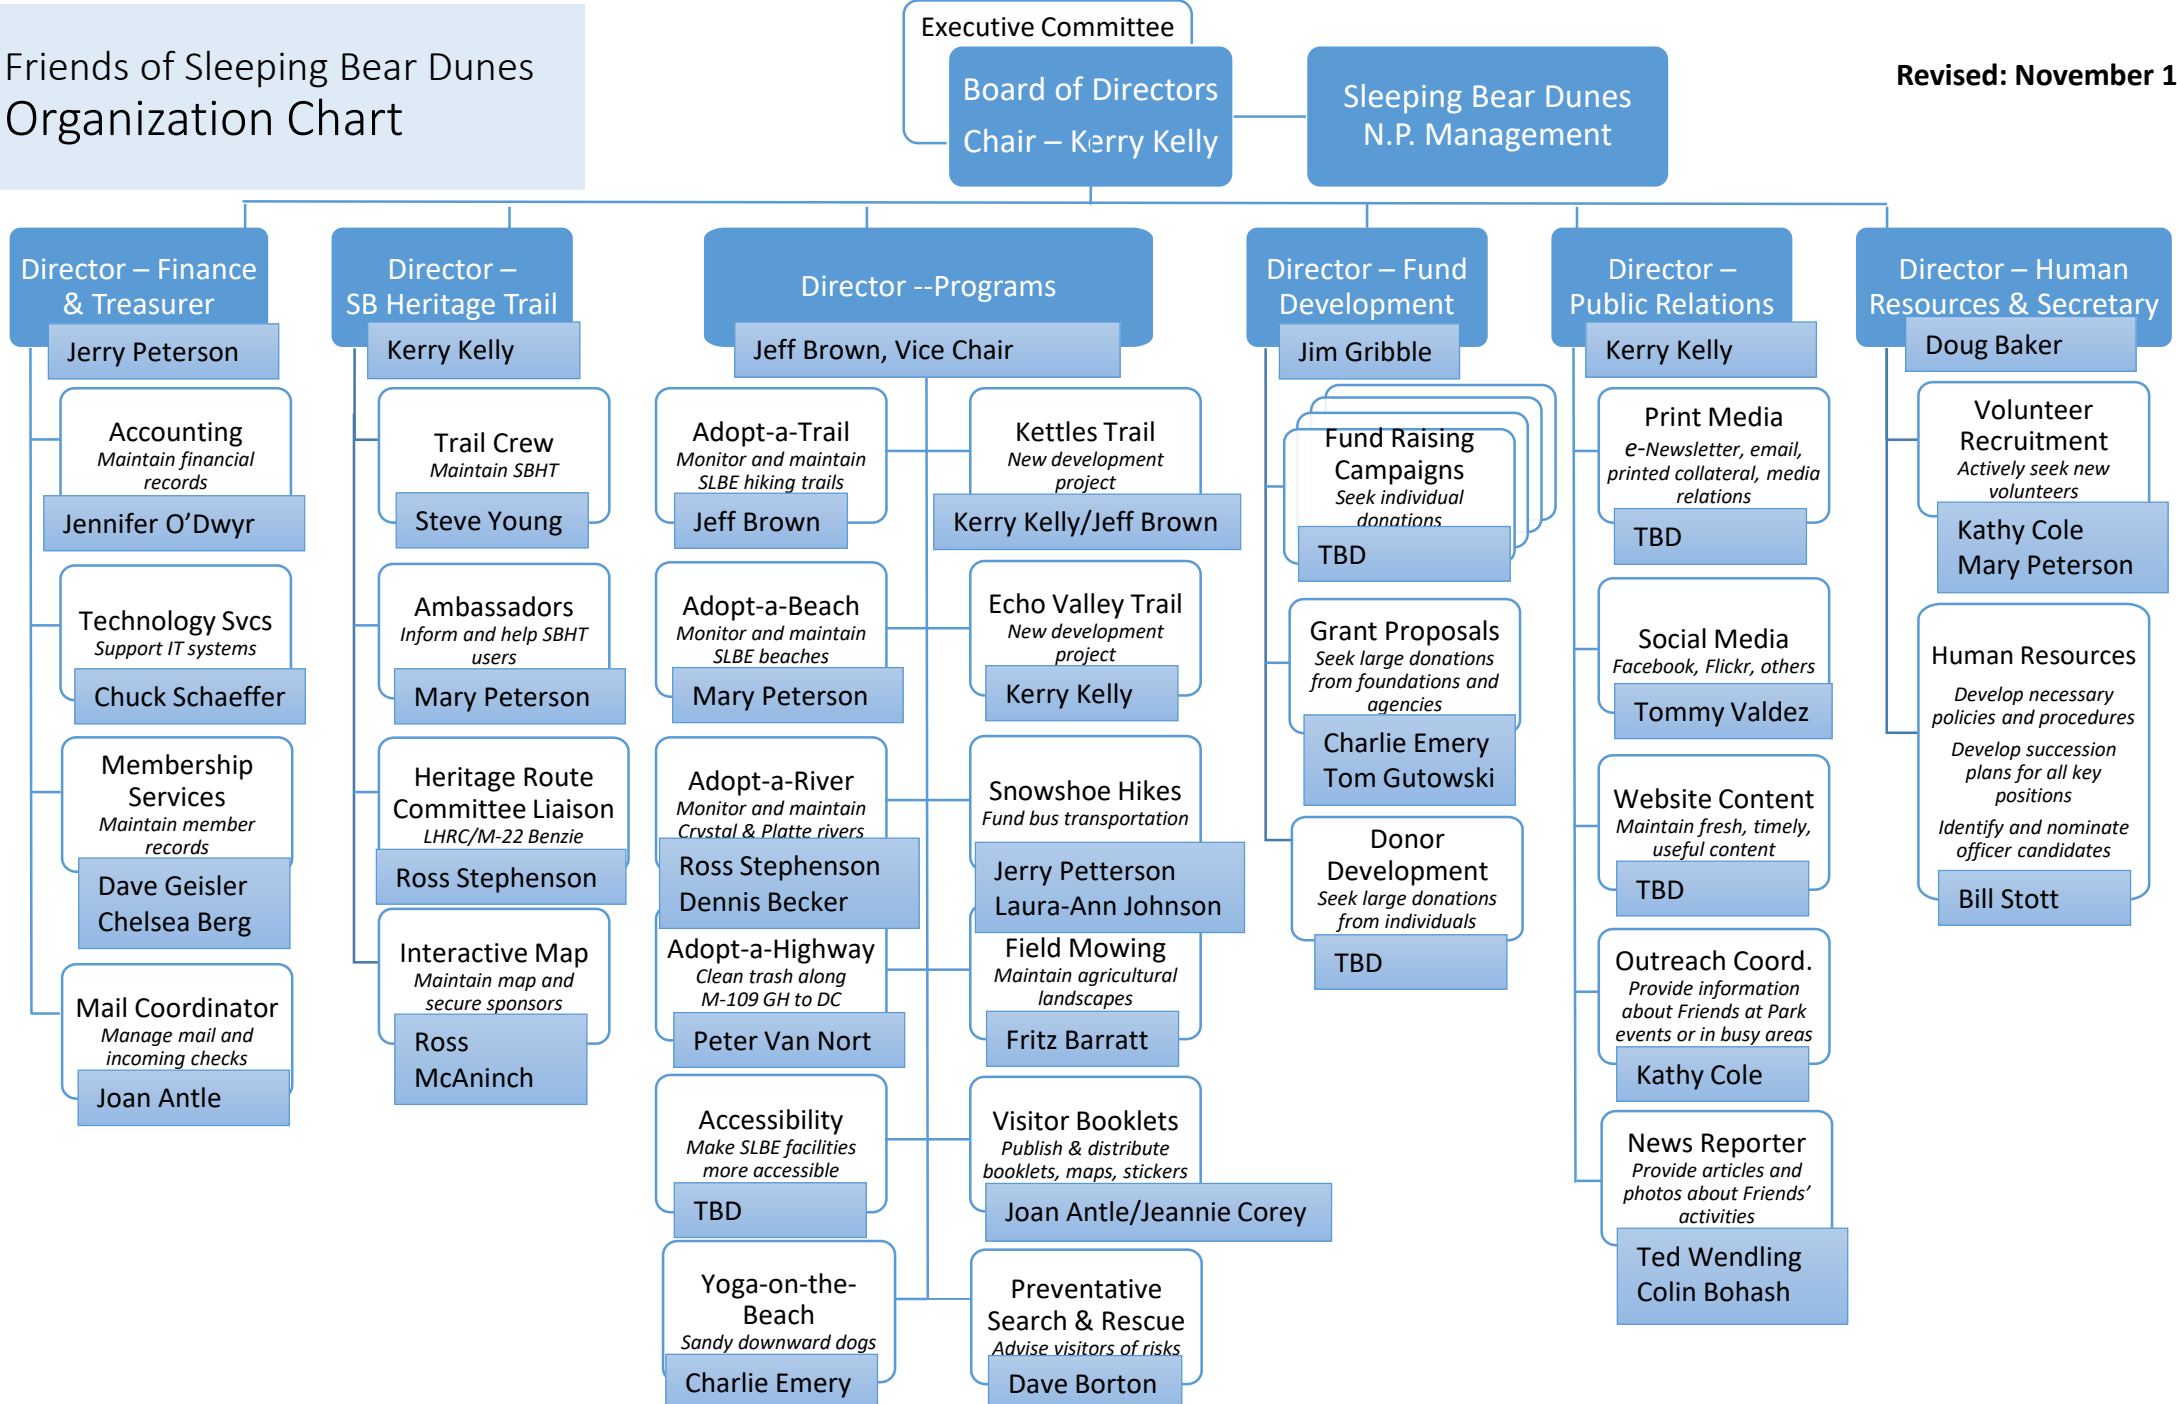 Friends of Sleeping Bear Dunes
Organization Chart
Executive Committee
Board of Directors
Chair – Kerry Kelly
Sleeping Bear Dunes
N.P. Management
Revised: November 1
Director – Finance
& Treasurer
Jerry Peterson
Accounting
Maintain financial
records
Jennifer O’Dwyr
Technology Svcs
Support IT systems
Chuck Schaeffer
Membership
Services
Maintain member
records
Dave Geisler
Chelsea Berg
Mail Coordinator
Manage mail and
incoming checks
Joan Antle
Director –
SB Heritage Trail
Kerry Kelly
Trail Crew
Maintain SBHT
Steve Young
Ambassadors
Inform and help SBHT
users
Mary Peterson
Heritage Route
Committee Liaison
LHRC/M-22 Benzie
Ross Stephenson
Interactive Map
Maintain map and
secure sponsors
Ross
McAninch
Director --Programs
Jeff Brown, Vice Chair
Adopt-a-Trail
Monitor and maintain
SLBE hiking trails
Jeff Brown
Adopt-a-Beach
Monitor and maintain
SLBE beaches
Mary Peterson
Adopt-a-River
Monitor and maintain
Crystal & Platte rivers
Ross Stephenson
Dennis Becker
Adopt-a-Highway
Clean trash along
M-109 GH to DC
Peter Van Nort
Accessibility
Make SLBE facilities
more accessible
TBD
Yoga-on-the-
Beach
Sandy downward dogs
Charlie Emery
Kettles Trail
New development
project
Kerry Kelly/Jeff Brown
Echo Valley Trail
New development
project
Kerry Kelly
Snowshoe Hikes
Fund bus transportation
Jerry Petterson
Laura-Ann Johnson
Field Mowing
Maintain agricultural
landscapes
Fritz Barratt
Visitor Booklets
Publish & distribute
booklets, maps, stickers
Joan Antle/Jeannie Corey
Preventative
Search & Rescue
Advise visitors of risks
Dave Borton
Director – Fund
Development
Jim Gribble
Fund Raising
Campaigns
Seek individual
donations
TBD
Grant Proposals
Seek large donations
from foundations and
agencies
Charlie Emery
Tom Gutowski
Donor
Development
Seek large donations
from individuals
TBD
Director –
Public Relations
Kerry Kelly
Print Media
e-Newsletter, email,
printed collateral, media
relations
TBD
Social Media
Facebook, Flickr, others
Tommy Valdez
Website Content
Maintain fresh, timely,
useful content
TBD
Outreach Coord.
Provide information
about Friends at Park
events or in busy areas
Kathy Cole
News Reporter
Provide articles and
photos about Friends’
activities
Ted Wendling
Colin Bohash
Director – Human
Resources & Secretary
Doug Baker
Volunteer
Recruitment
Actively seek new
volunteers
Kathy Cole
Mary Peterson
Human Resources
Develop necessary
policies and procedures
Develop succession
plans for all key
positions
Identify and nominate
officer candidates
Bill Stott